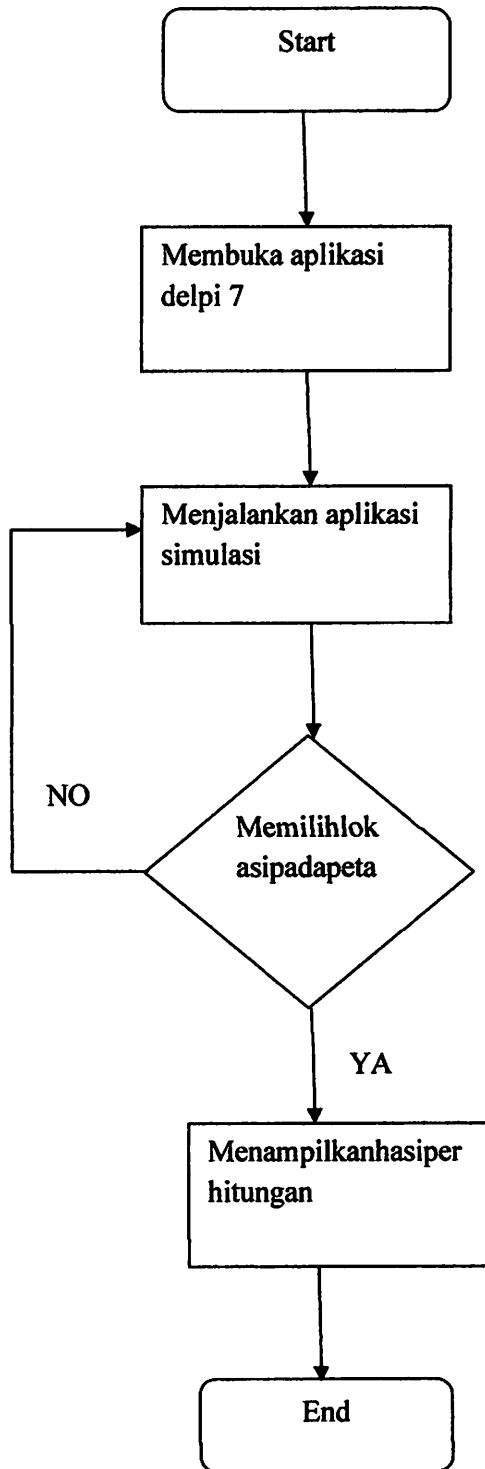 Start
Membuka aplikasi
delpi 7
Menjalankan aplikasi
simulasi
NO
Memilihlok
asipadapeta
YA
Menampilkanhasiper
hitungan
End